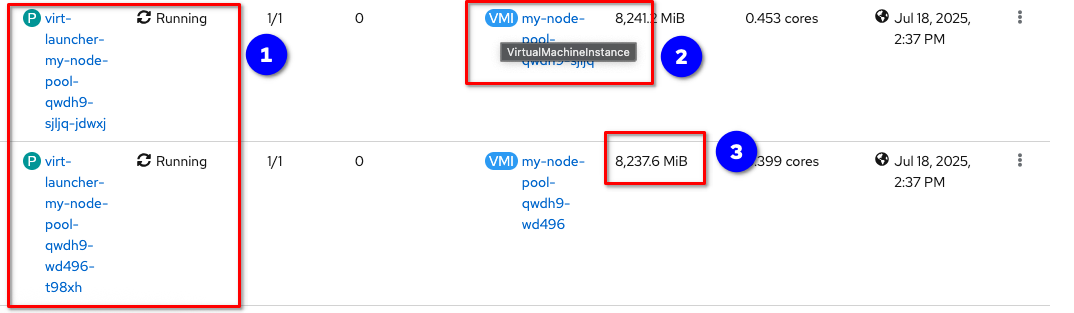 P virt-launcher-my-node-pool-qwdh9-sjljq-jdwxj Running 1/1 0 VMI my-node-pool-qwdh9-sjljq 8,241.2 MiB 0.453 cores Jul 18, 2025, 2:37 PM
VirtualMachineInstance
1
2
P virt-launcher-my-node-pool-qwdh9-wd496-t98xh Running 1/1 0 VMI my-node-pool-qwdh9-wd496 8,237.6 MiB .399 cores Jul 18, 2025, 2:37 PM
3